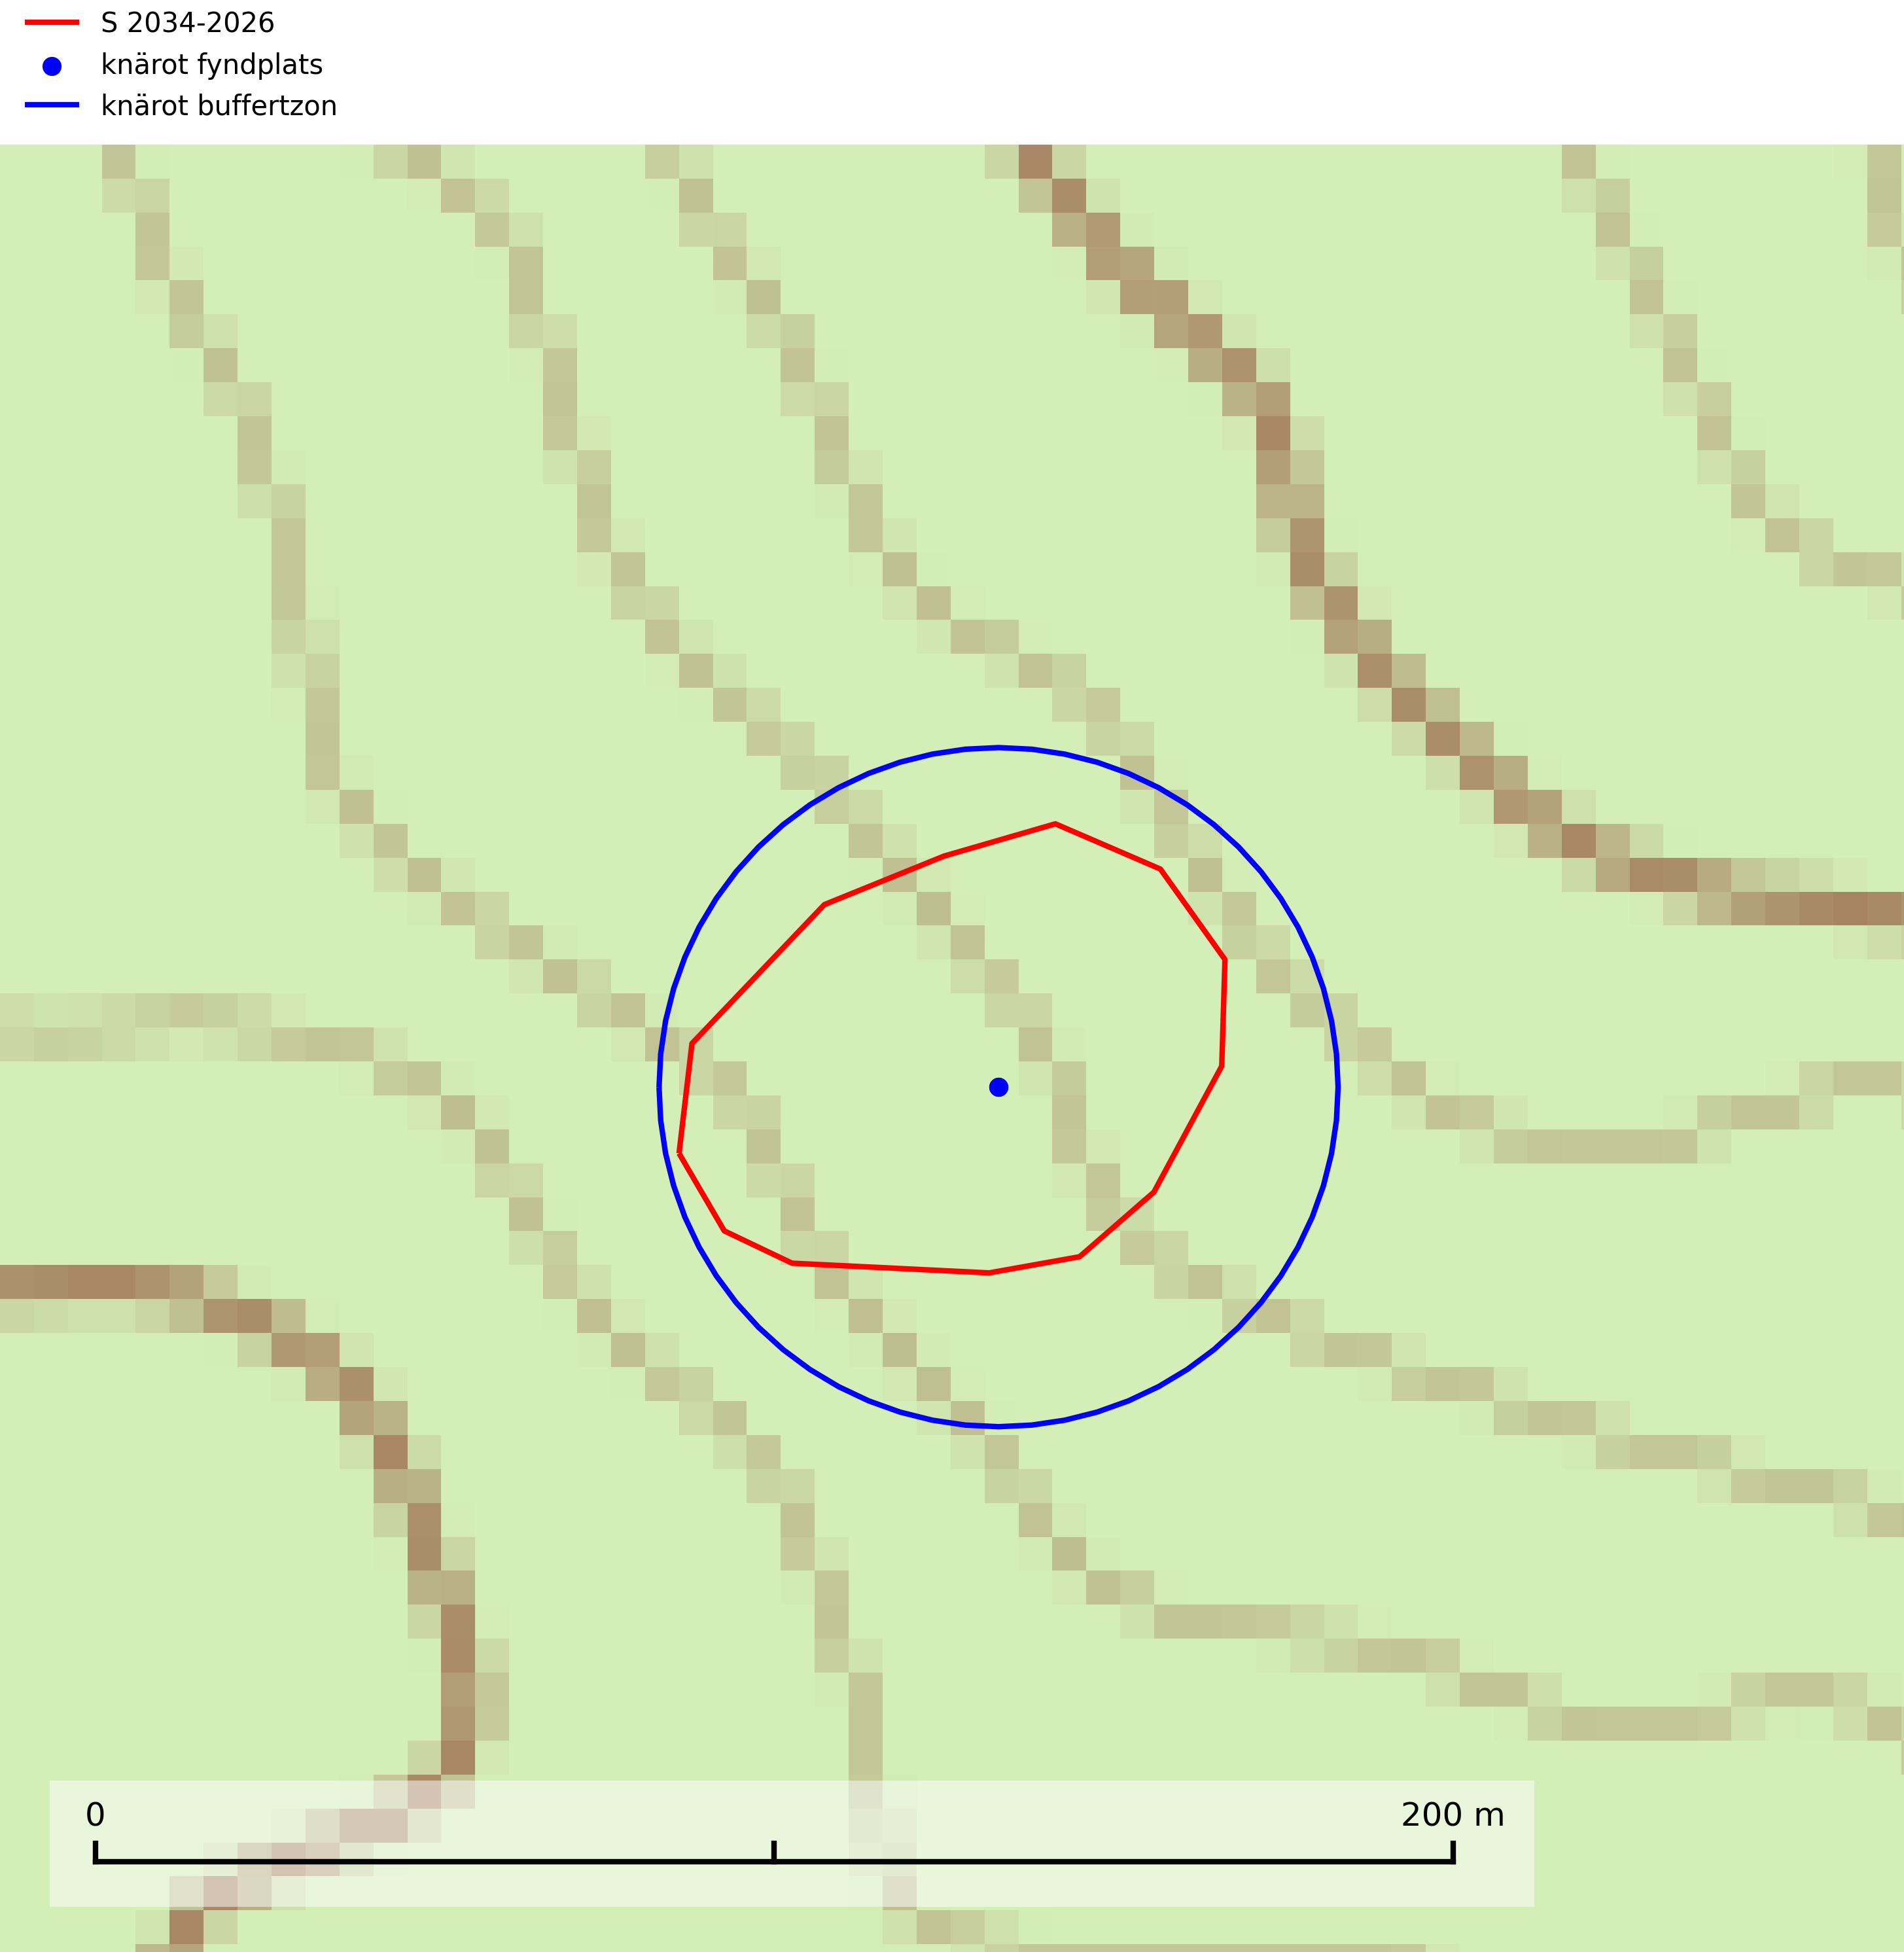 S 2034-2026
knärot fyndplats
knärot buffertzon
0 200 m